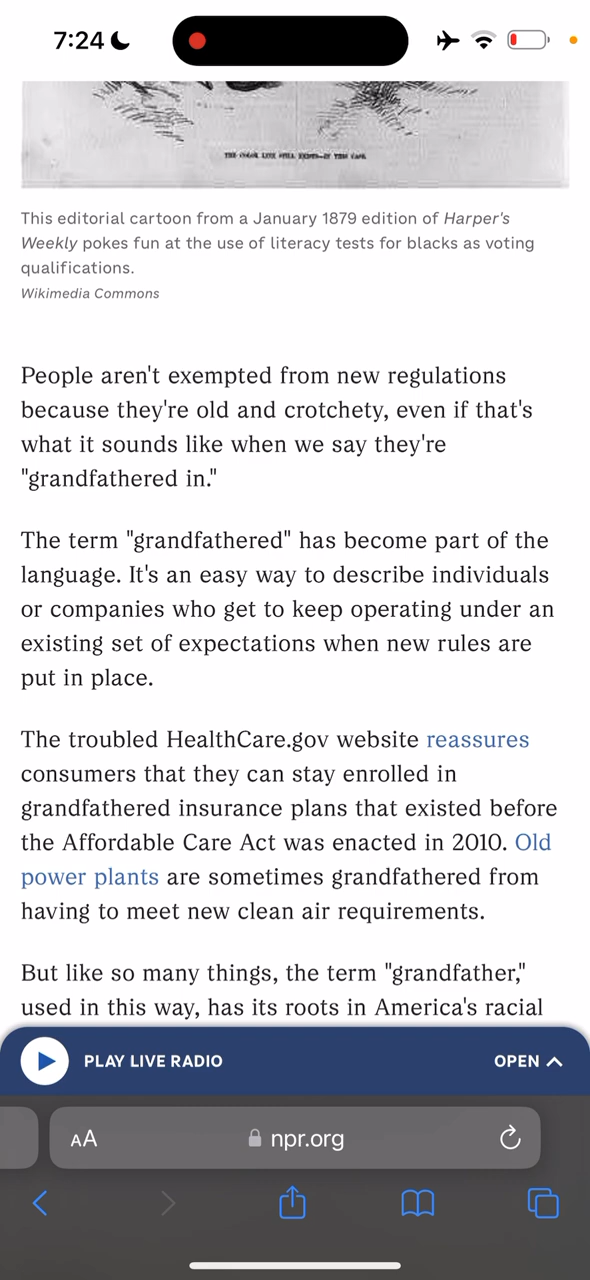 7:24
THE COLOR LINE STILL EXISTS—IN THIS CASE
This editorial cartoon from a January 1879 edition of Harper's
Weekly pokes fun at the use of literacy tests for blacks as voting
qualifications.
Wikimedia Commons
People aren't exempted from new regulations
because they're old and crotchety, even if that's
what it sounds like when we say they're
"grandfathered in."
The term "grandfathered" has become part of the
language. It's an easy way to describe individuals
or companies who get to keep operating under an
existing set of expectations when new rules are
put in place.
The troubled HealthCare.gov website reassures
consumers that they can stay enrolled in
grandfathered insurance plans that existed before
the Affordable Care Act was enacted in 2010. Old
power plants are sometimes grandfathered from
having to meet new clean air requirements.
But like so many things, the term "grandfather,"
used in this way, has its roots in America's racial
PLAY LIVE RADIO
OPEN
AA
npr.org